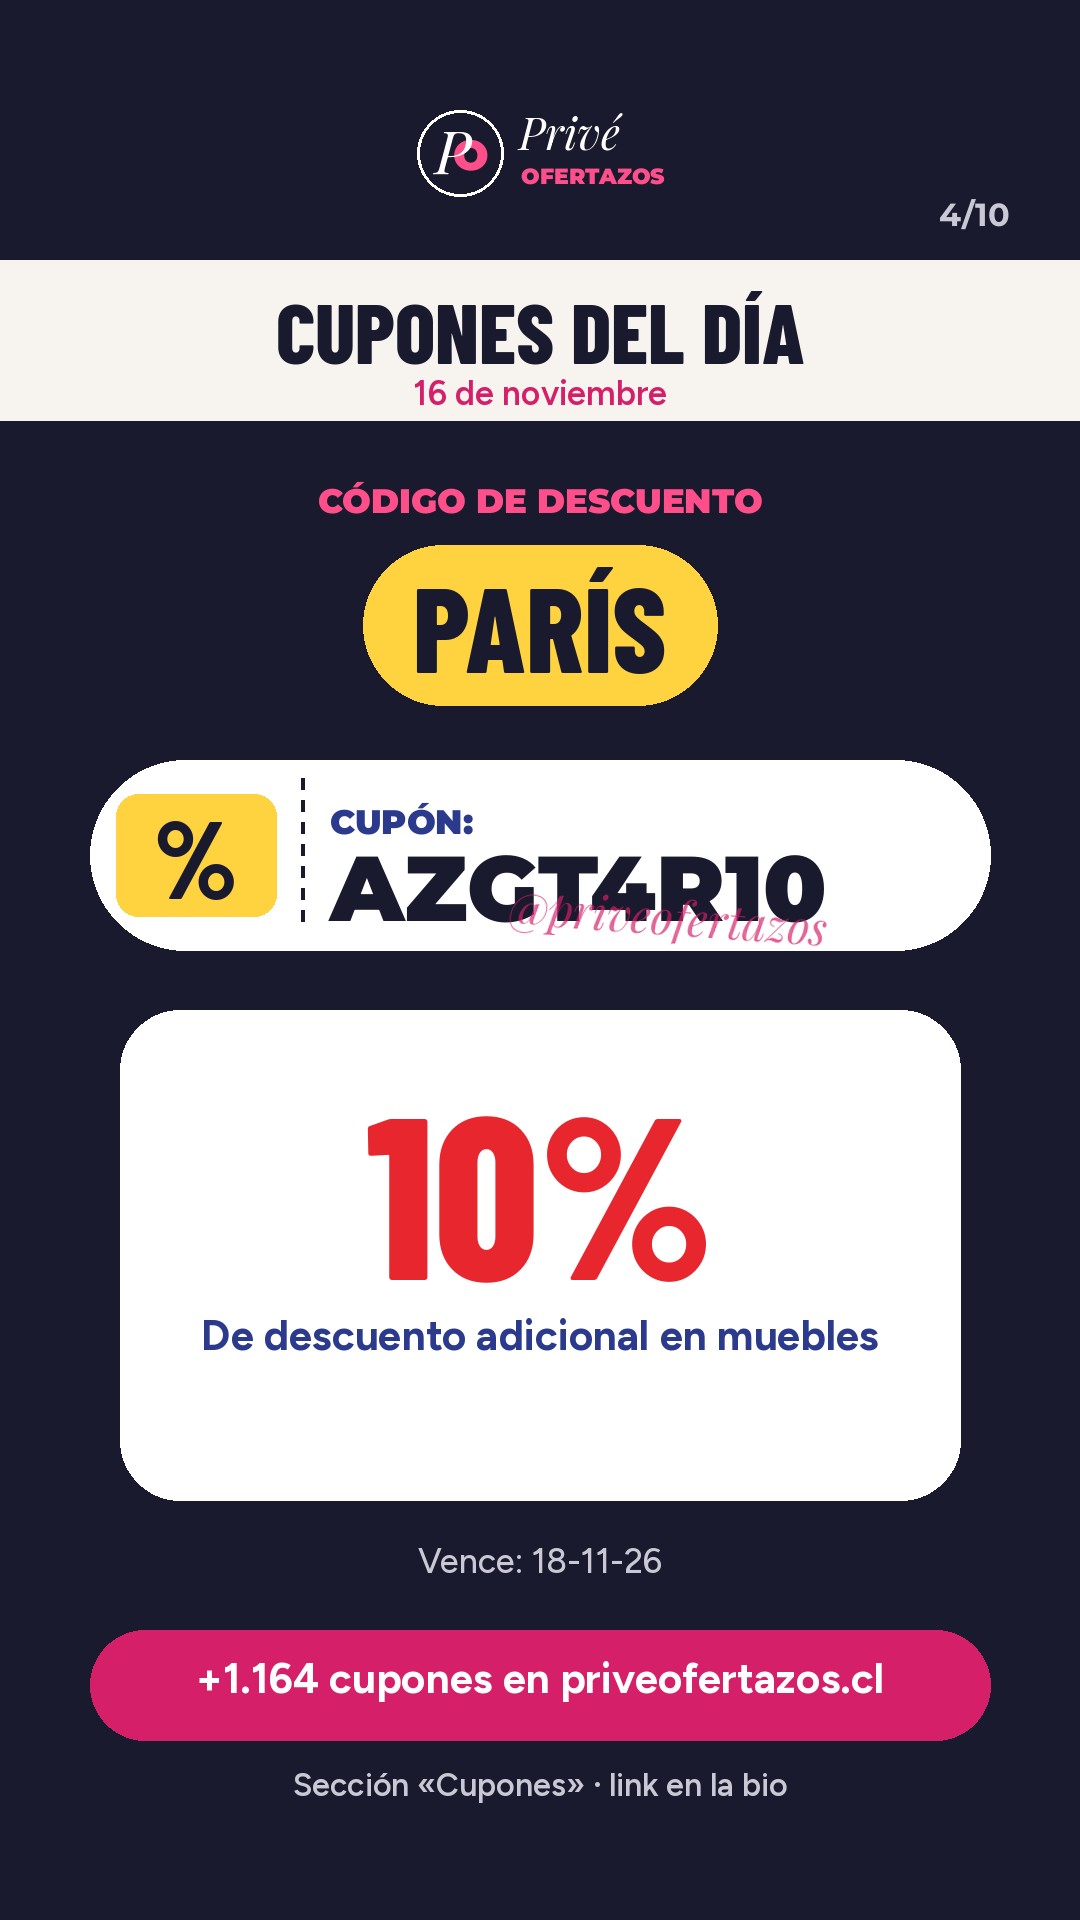 Po Privé
OFERTAZOS
4/10
CUPONES DEL DÍA
16 de noviembre
CÓDIGO DE DESCUENTO
PARÍS
%
CUPÓN:
AZGT4R10
@priveofertazos
10%
De descuento adicional en muebles
Vence: 18-11-26
+1.164 cupones en priveofertazos.cl
Sección «Cupones» · link en la bio